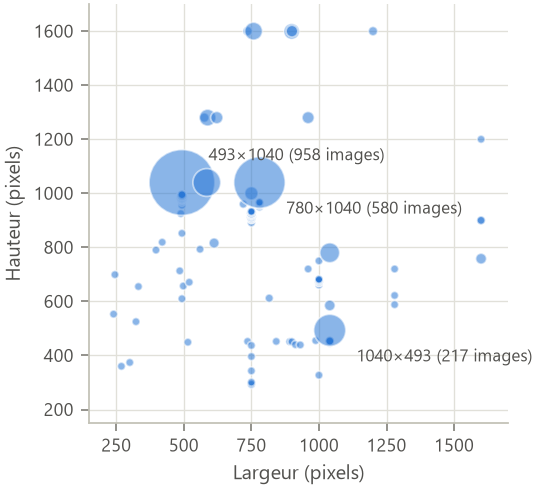 1600
1400
1200
1000
800
600
400
200
Hauteur (pixels)
493×1040 (958 images)
780×1040 (580 images)
1040×493 (217 images)
250 500 750 1000 1250 1500
Largeur (pixels)